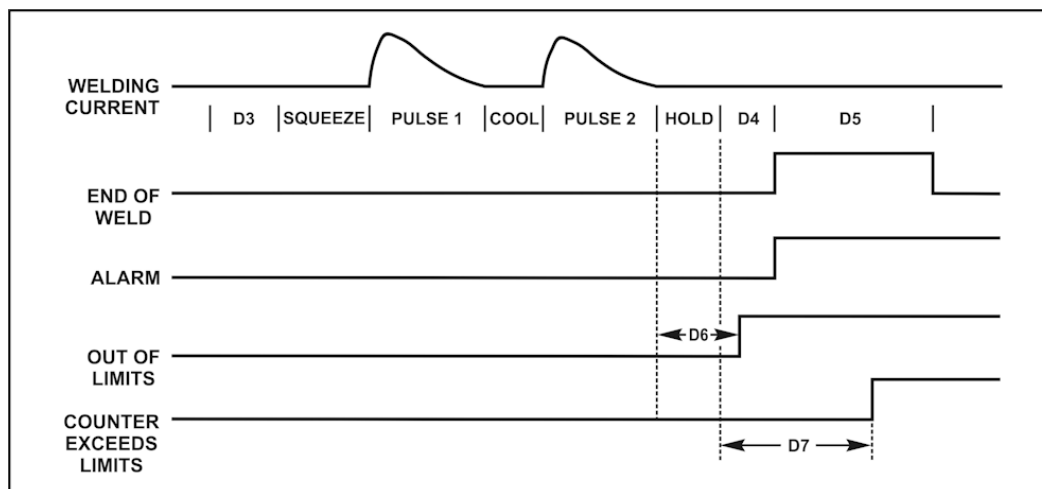 WELDING
CURRENT
D3 SQUEEZE PULSE 1 COOL PULSE 2 HOLD D4 D5
END OF
WELD
ALARM
D6
OUT OF
LIMITS
COUNTER
EXCEEDS
LIMITS
D7